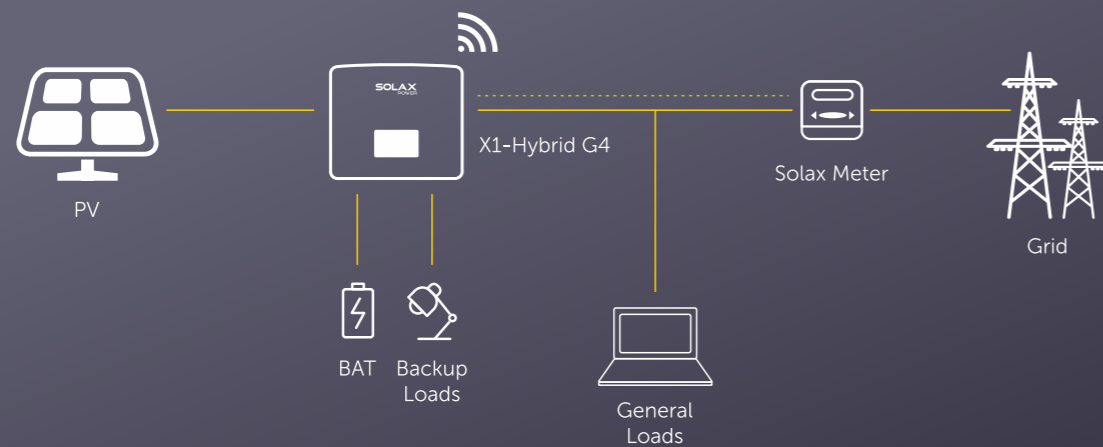 SOLAX
POWER
X1-Hybrid G4
Solax Meter
PV
Grid
BAT
Backup
Loads
General
Loads